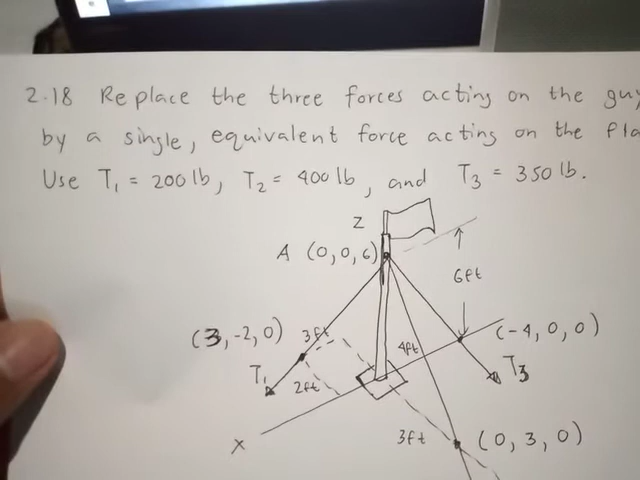 2.18 Replace the three forces acting on the guy
by a single, equivalent force acting on the fla
Use T1 = 200 lb, T2 = 400 lb, and T3 = 350 lb.
Z
A (0,0,6)
6ft
(3,-2,0) 3ft (-4,0,0)
4ft
T1 2ft T3
X 3ft (0,3,0)